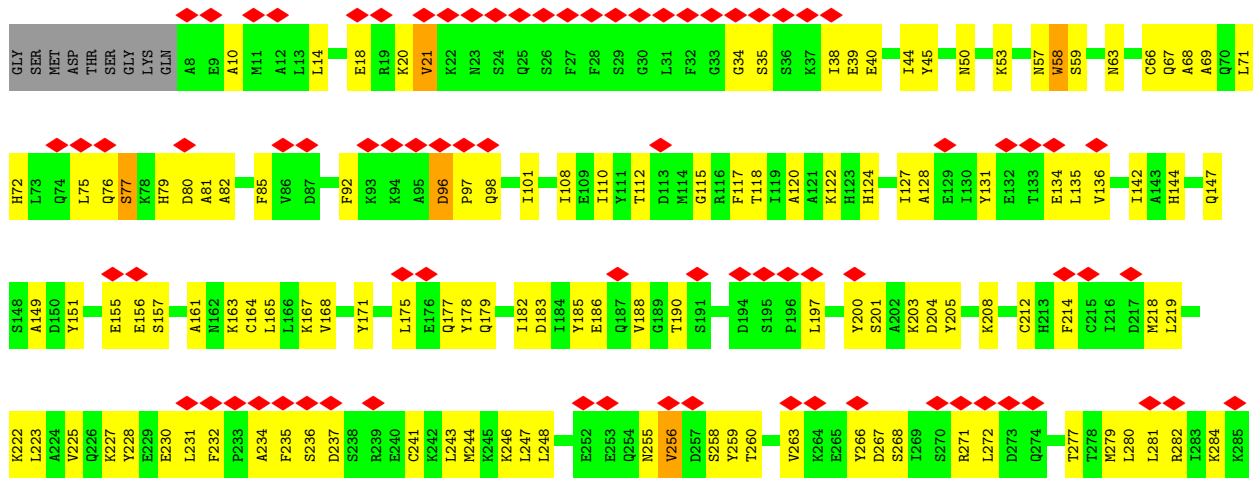 GLY SER MET ASP THR SER GLY LYS GLN A8 E9 A10 M11 A12 L13 L14 E18 R19 K20 V21 K22 N23 S24 Q25 S26 F27 F28 S29 G30 L31 F32 G33 G34 S35 S36 K37 I38 E39 E40 I44 Y45 N50 K53 N57 W58 S59 N63 C66 Q67 A68 A69 Q70 L71
H72 L73 Q74 L75 Q76 S77 K78 H79 D80 A81 A82 F85 V86 D87 F92 K93 K94 A95 D96 P97 Q98 I101 I108 E109 I110 Y111 T112 D113 M114 G115 R116 F117 T118 I119 A120 A121 K122 H123 H124 I127 A128 E129 I130 Y131 E132 T133 E134 L135 V136 I142 A143 H144 Q147
S148 A149 D150 Y151 E155 E156 S157 A161 N162 K163 C164 L165 L166 K167 V168 Y171 L175 E176 Q177 Y178 Q179 I182 D183 I184 Y185 E186 Q187 V188 G189 T190 S191 D194 S195 P196 L197 Y200 S201 A202 K203 D204 Y205 K208 C212 H213 F214 C215 I216 D217 M218 L219
K222 L223 A224 V225 Q226 K227 Y228 E229 E230 L231 F232 P233 A234 F235 S236 D237 S238 R239 E240 C241 K242 L243 M244 K245 K246 L247 L248 E252 E253 Q254 N255 V256 D257 S258 Y259 T260 V263 K264 E265 Y266 D267 S268 I269 S270 R271 L272 D273 Q274 T277 T278 M279 L280 L281 R282 I283 K284 K285